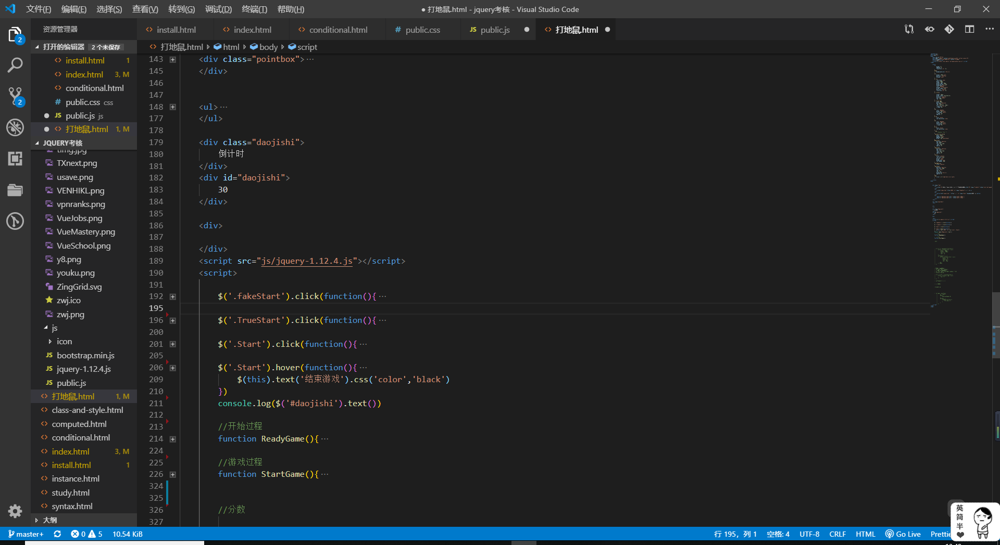 文件(F) 编辑(E) 选择(S) 查看(V) 转到(G) 调试(D) 终端(T) 帮助(H)
● 打地鼠.html - jquery考核 - Visual Studio Code
资源管理器
install.html
index.html
conditional.html
# public.css
JS public.js ●
打地鼠.html ●
打地鼠.html › html › body › script
2
2
打开的编辑器 2 个未保存
install.html 1
index.html 3, M
conditional.html
# public.css css
● JS public.js js
● 打地鼠.html 1, M
JQUERY考核
timg.jpg
TXnext.png
usave.png
VENHIKL.png
vpnranks.png
VueJobs.png
VueMastery.png
VueSchool.png
y8.png
youku.png
ZingGrid.svg
zwj.ico
zwj.png
js
icon
JS bootstrap.min.js
JS jquery-1.12.4.js
JS public.js
打地鼠.html 1, M
class-and-style.html
computed.html
conditional.html
index.html 3, M
install.html 1
instance.html
study.html
syntax.html
大纲
143 <div class="pointbox">···
145 </div>
146
147
148 <ul>···
177 </ul>
178
179 <div class="daojishi">
180 倒计时
181 </div>
182 <div id="daojishi">
183 30
184 </div>
185
186 <div>
187
188 </div>
189 <script src="js/jquery-1.12.4.js"></script>
190 <script>
191
192 $('.fakeStart').click(function(){···
195
196 $('.TrueStart').click(function(){···
200
201 $('.Start').click(function(){···
205
206 $('.Start').hover(function(){···
209 $(this).text('结束游戏').css('color','black')
210 })
211 console.log($('#daojishi').text())
212
213 //开始过程
214 function ReadyGame(){···
224
225 //游戏过程
226 function StartGame(){···
324
325
326 //分数
327
master+ 0 5 10.54 KiB
行 195，列 1 空格: 4 UTF-8 CRLF HTML Go Live Prettie
英
简
半